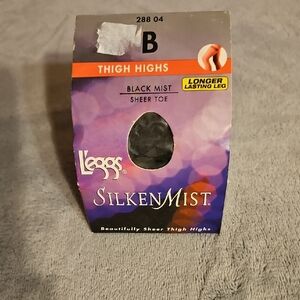 288 04
B
THIGH HIGHS
BLACK MIST
SHEER TOE
LONGER
LASTING LEG
L'eggs
SILKEN MIST
Beautifully Sheer Thigh Highs